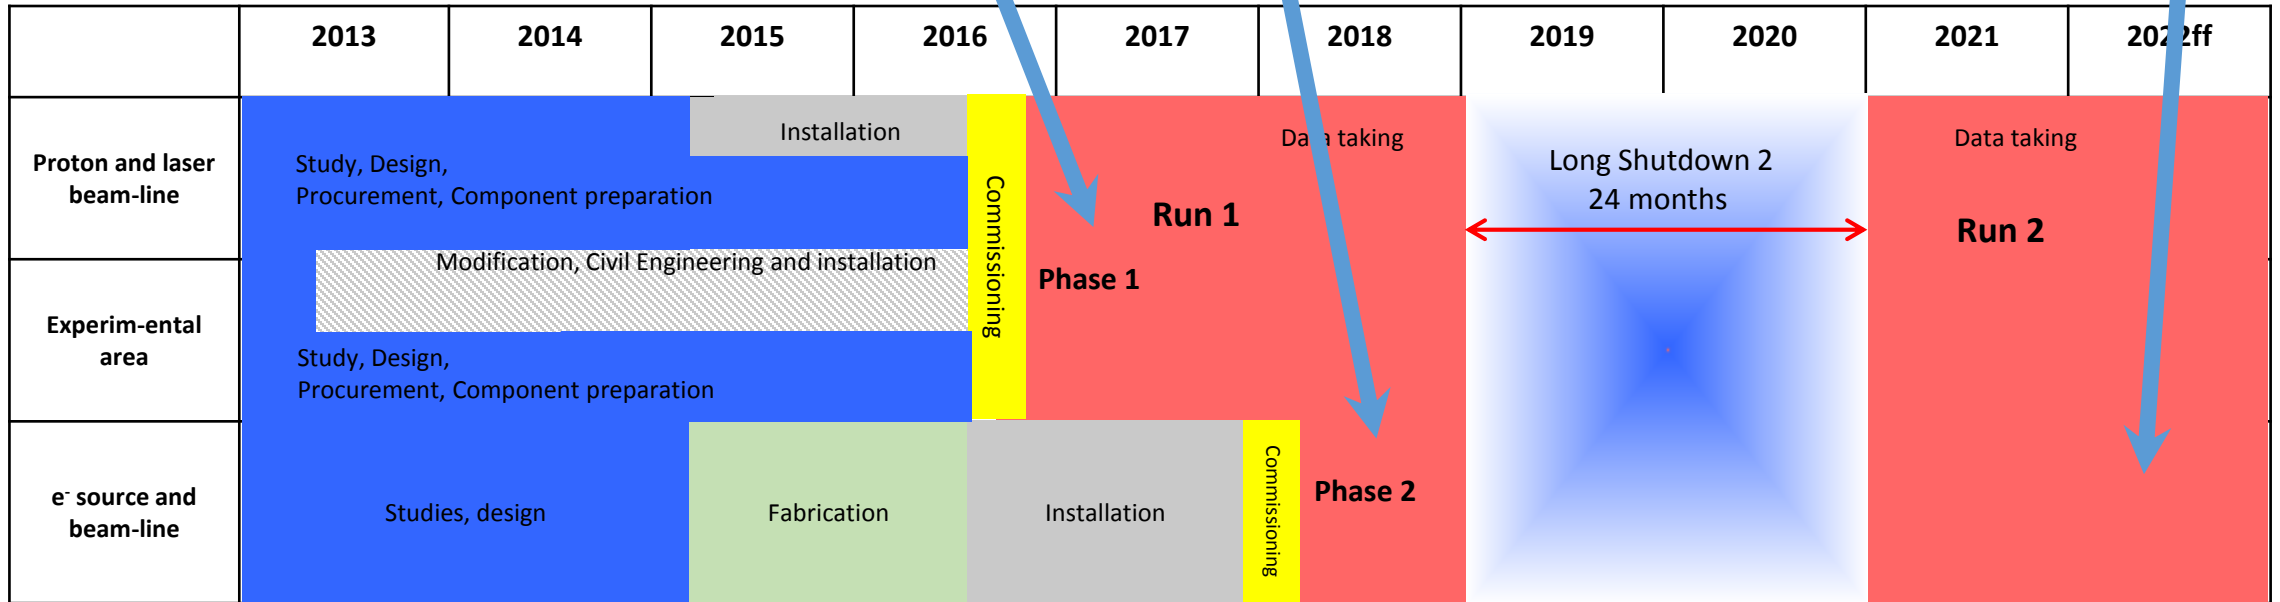 2013 2014 2015 2016 2017 2018 2019 2020 2021 2022ff
Proton and laser
beam-line
Installation
Study, Design,
Procurement, Component preparation
Commissioning
Data taking
Run 1
Long Shutdown 2
24 months
Data taking
Run 2
Modification, Civil Engineering and installation
Phase 1
Experim-ental
area
Study, Design,
Procurement, Component preparation
e- source and
beam-line
Studies, design
Fabrication
Installation
Commissioning
Phase 2